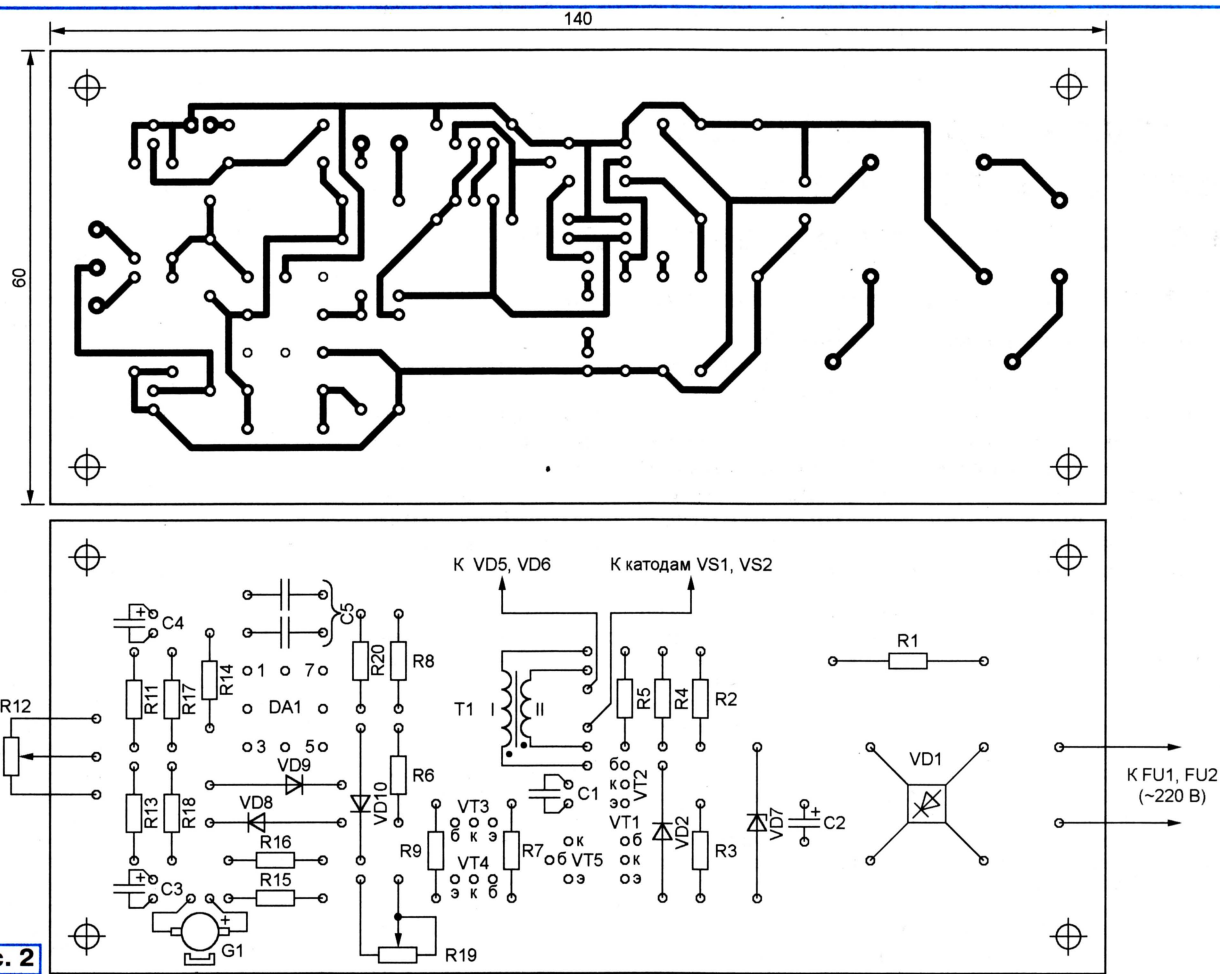 140
60
К VD5, VD6
К катодам VS1, VS2
C4
C5
R1
R11
R17
R14
1
7
R20
R8
R12
DA1
T1
I
II
R5
R4
R2
3
5
VD9
VD10
R6
VD1
К FU1, FU2
(~220 В)
R13
R18
VD8
R16
R15
C3
G1
R9
VT3
б к э
VT4
э к б
R7
C1
б
к
э
VT2
VT1
б
к
э
к
б
VT5
э
VD2
R3
VD7
C2
R19
с. 2